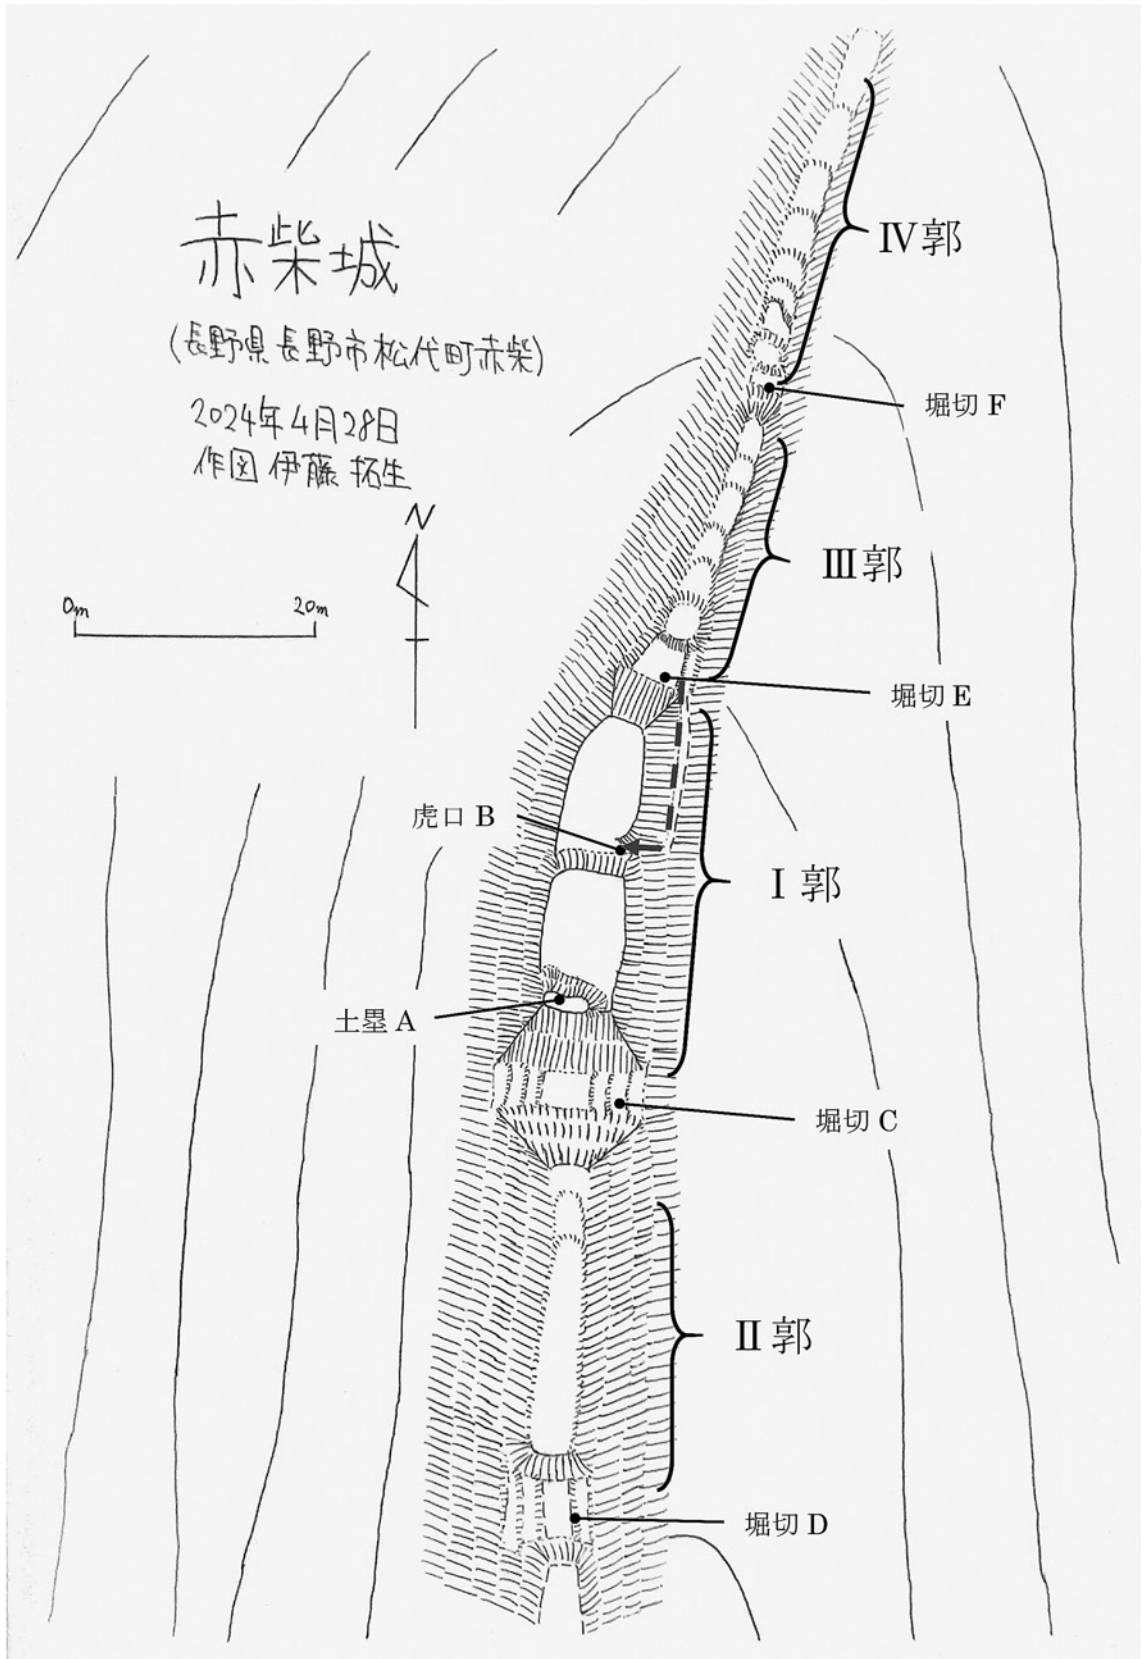 赤柴城
(長野県長野市松代町赤柴)
2024年4月28日
作図 伊藤 拓生
N
0m 20m
Ⅳ郭
堀切 F
Ⅲ郭
堀切 E
虎口 B
Ⅰ郭
土塁 A
堀切 C
Ⅱ郭
堀切 D